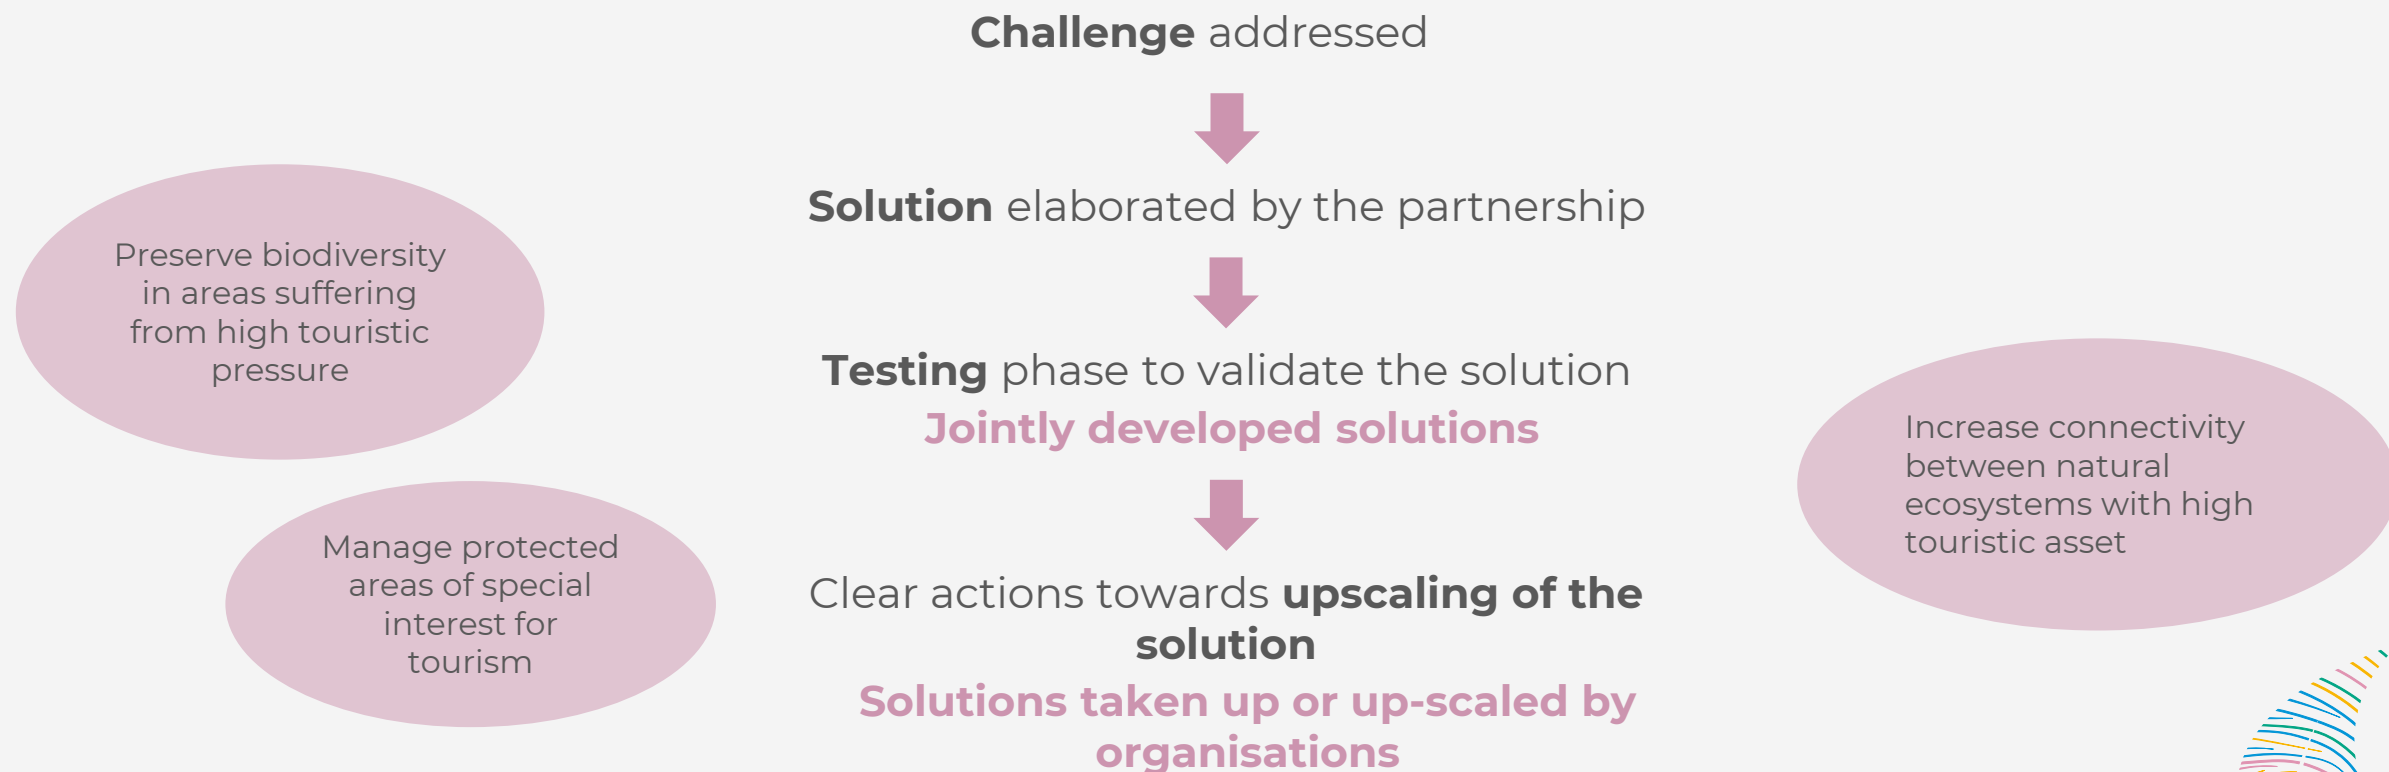 Challenge addressed
Solution elaborated by the partnership
Preserve biodiversity
in areas suffering
from high touristic
pressure
Testing phase to validate the solution
Jointly developed solutions
Increase connectivity
between natural
ecosystems with high
touristic asset
Manage protected
areas of special
interest for
tourism
Clear actions towards upscaling of the
solution
Solutions taken up or up-scaled by
organisations